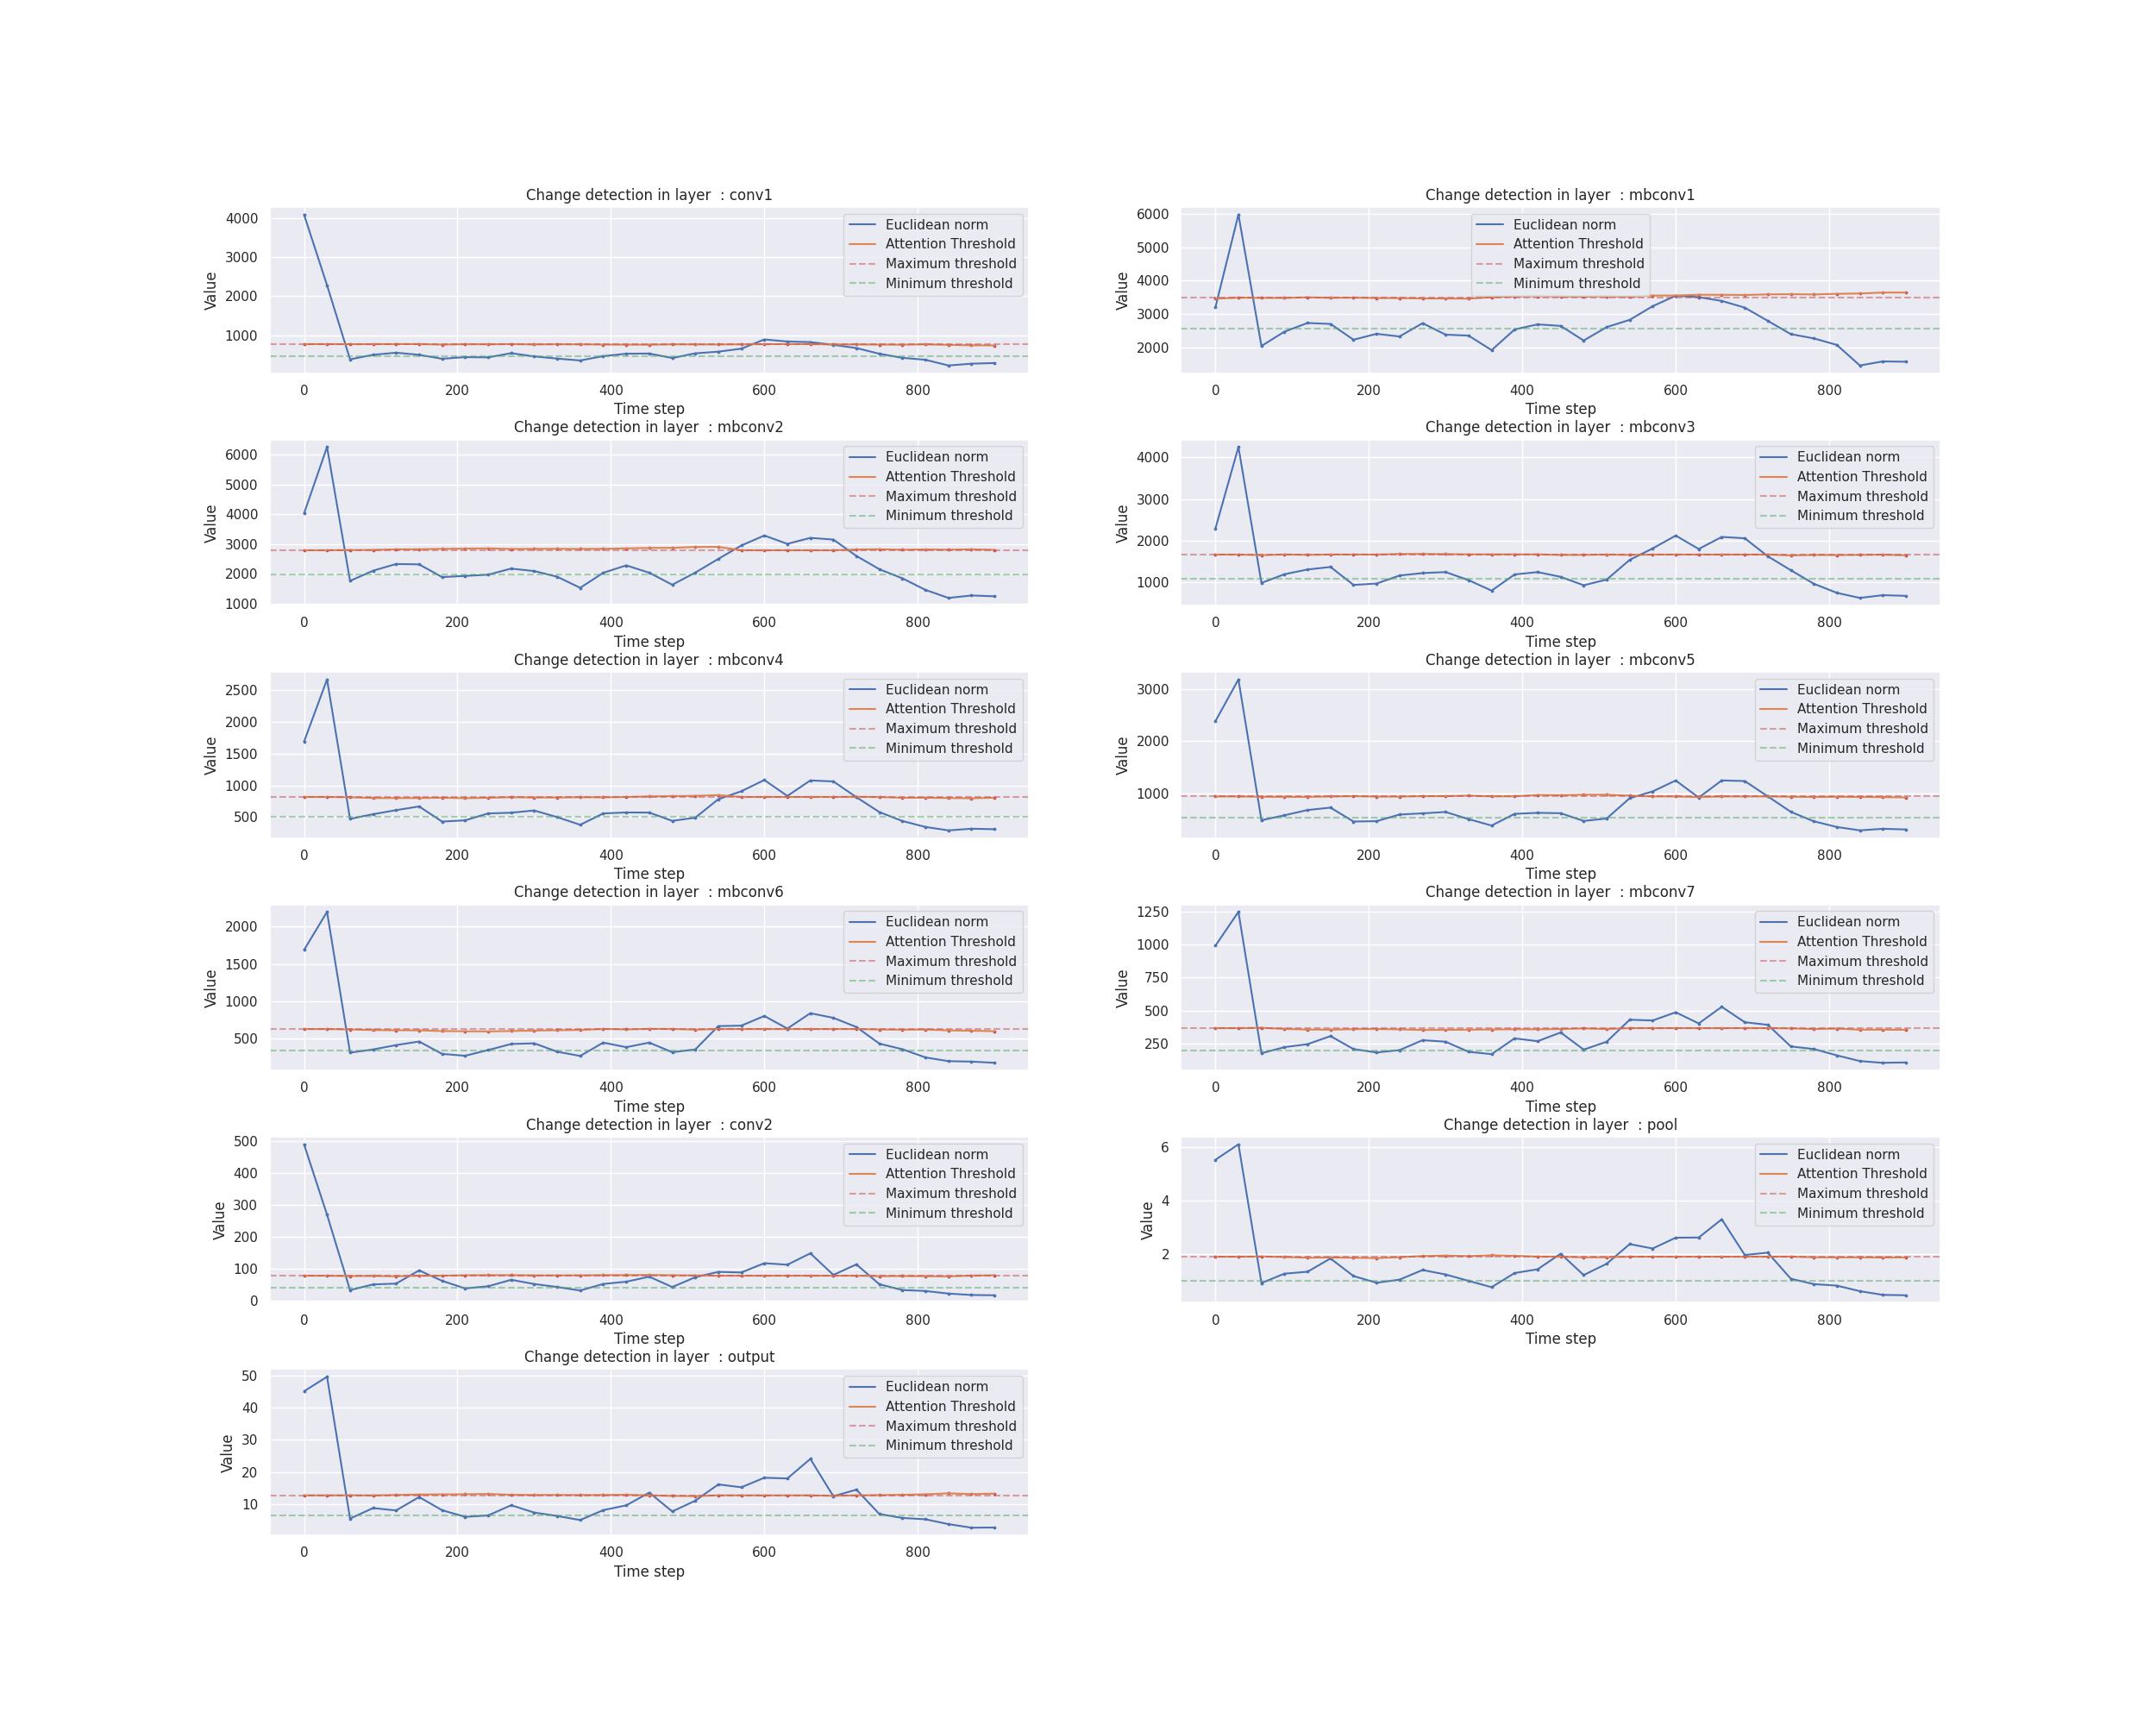 Change detection in layer  : conv1
Value
4000
3000
2000
1000
Euclidean norm
Attention Threshold
Maximum threshold
Minimum threshold
0 200 400 600 800
Time step
Change detection in layer  : mbconv1
Value
6000
5000
4000
3000
2000
Euclidean norm
Attention Threshold
Maximum threshold
Minimum threshold
0 200 400 600 800
Time step
Change detection in layer  : mbconv2
Value
6000
5000
4000
3000
2000
1000
Euclidean norm
Attention Threshold
Maximum threshold
Minimum threshold
0 200 400 600 800
Time step
Change detection in layer  : mbconv3
Value
4000
3000
2000
1000
Euclidean norm
Attention Threshold
Maximum threshold
Minimum threshold
0 200 400 600 800
Time step
Change detection in layer  : mbconv4
Value
2500
2000
1500
1000
500
Euclidean norm
Attention Threshold
Maximum threshold
Minimum threshold
0 200 400 600 800
Time step
Change detection in layer  : mbconv5
Value
3000
2000
1000
Euclidean norm
Attention Threshold
Maximum threshold
Minimum threshold
0 200 400 600 800
Time step
Change detection in layer  : mbconv6
Value
2000
1500
1000
500
Euclidean norm
Attention Threshold
Maximum threshold
Minimum threshold
0 200 400 600 800
Time step
Change detection in layer  : mbconv7
Value
1250
1000
750
500
250
Euclidean norm
Attention Threshold
Maximum threshold
Minimum threshold
0 200 400 600 800
Time step
Change detection in layer  : conv2
Value
500
400
300
200
100
0
Euclidean norm
Attention Threshold
Maximum threshold
Minimum threshold
0 200 400 600 800
Time step
Change detection in layer  : pool
Value
6
4
2
Euclidean norm
Attention Threshold
Maximum threshold
Minimum threshold
0 200 400 600 800
Time step
Change detection in layer  : output
Value
50
40
30
20
10
Euclidean norm
Attention Threshold
Maximum threshold
Minimum threshold
0 200 400 600 800
Time step